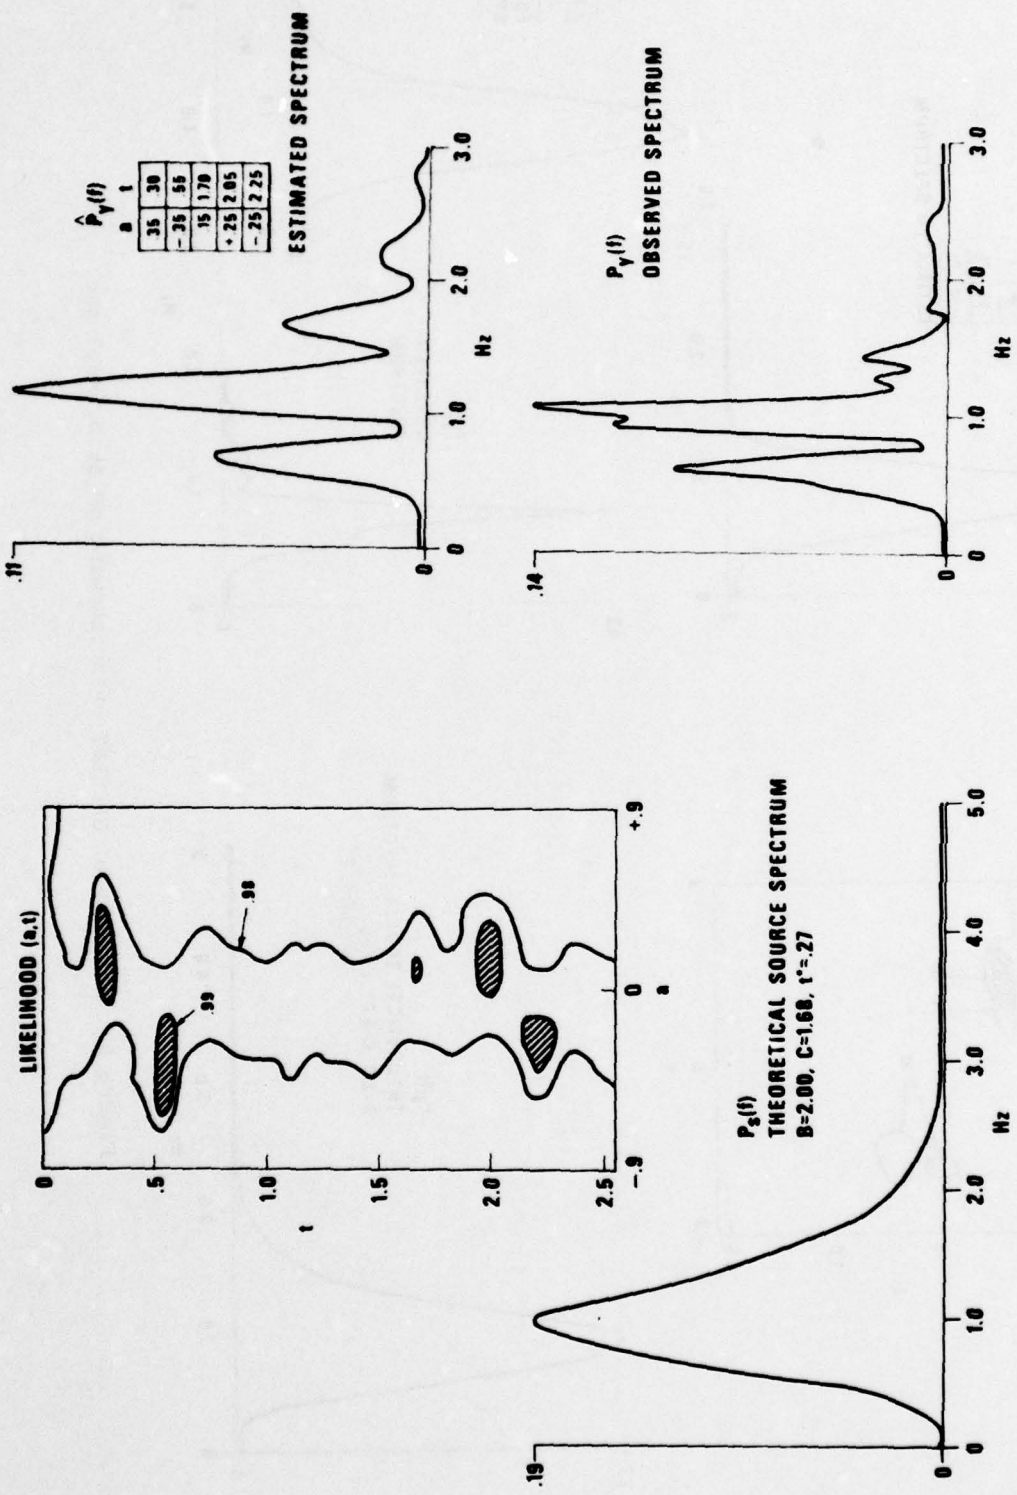 LIKELIHOOD (a,t)
0
.5
1.0
1.5
2.0
2.5
t
-.9
0
+.9
a
.98
.99
P̂y(f)
a t
.35 .30
-.35 .55
.15 1.70
+.25 2.05
-.25 2.25
ESTIMATED SPECTRUM
.11
0
0 1.0 2.0 3.0
Hz
Ps(f)
THEORETICAL SOURCE SPECTRUM
B=2.00, C=1.68, t*=.27
.19
0
0 1.0 2.0 3.0 4.0 5.0
Hz
Py(f)
OBSERVED SPECTRUM
.14
0
0 1.0 2.0 3.0
Hz